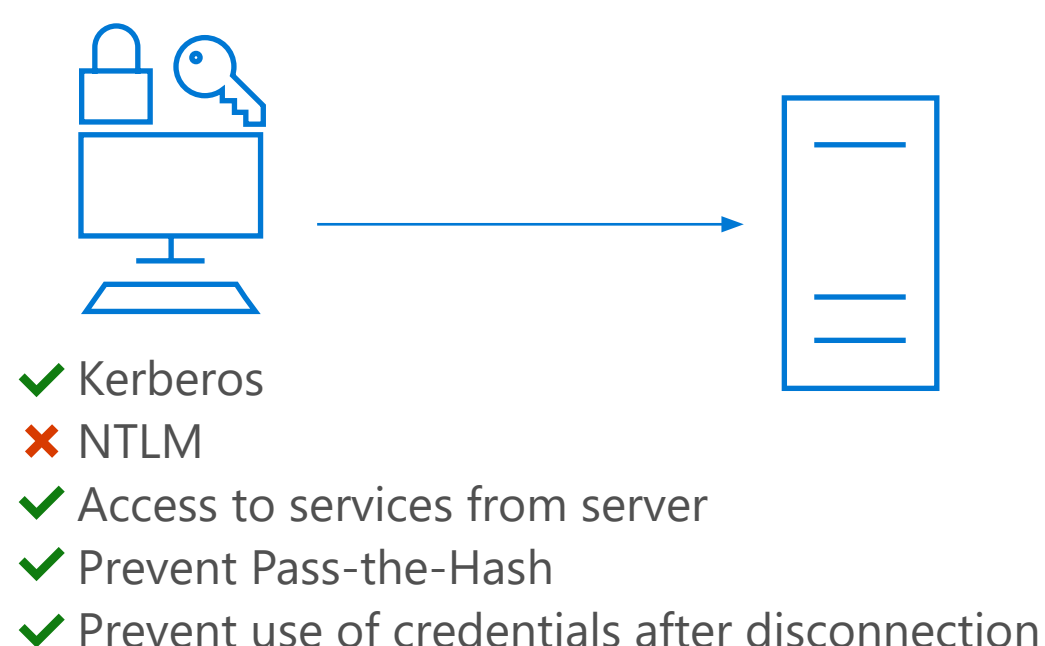 Kerberos
NTLM
Access to services from server
Prevent Pass-the-Hash
Prevent use of credentials after disconnection